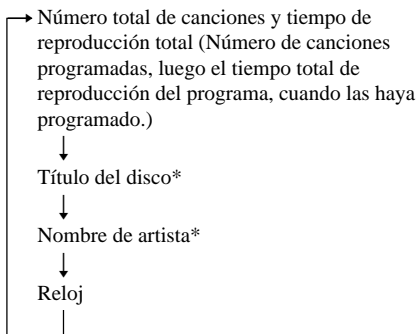 Número total de canciones y tiempo de
reproducción total (Número de canciones
programadas, luego el tiempo total de
reproducción del programa, cuando las haya
programado.)
Título del disco*
Nombre de artista*
Reloj